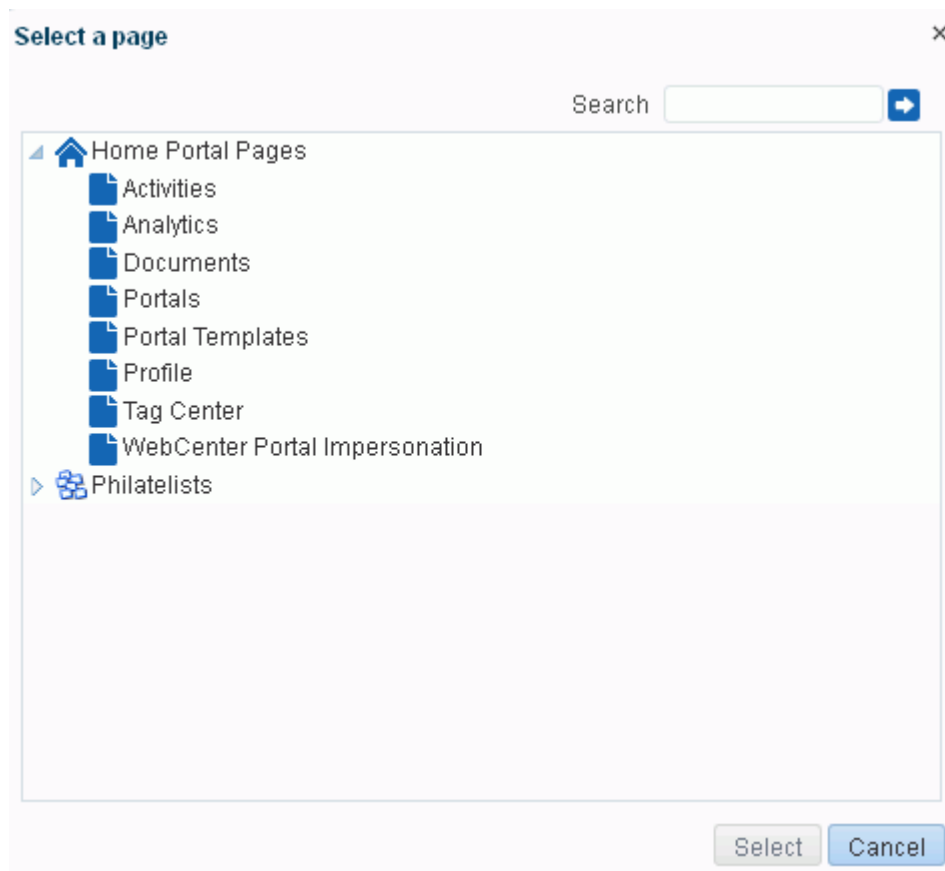 Select a page
Search
Home Portal Pages
Activities
Analytics
Documents
Portals
Portal Templates
Profile
Tag Center
WebCenter Portal Impersonation
Philatelists
Select Cancel